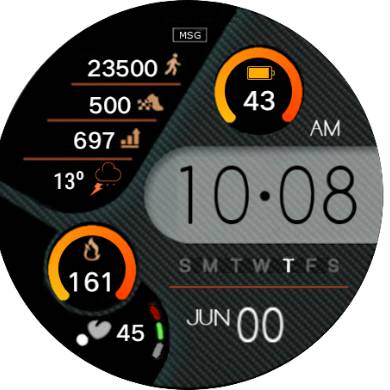 MSG
23500
500
697
13º
43
AM
10·08
S M T W T F S
161
45
JUN 00